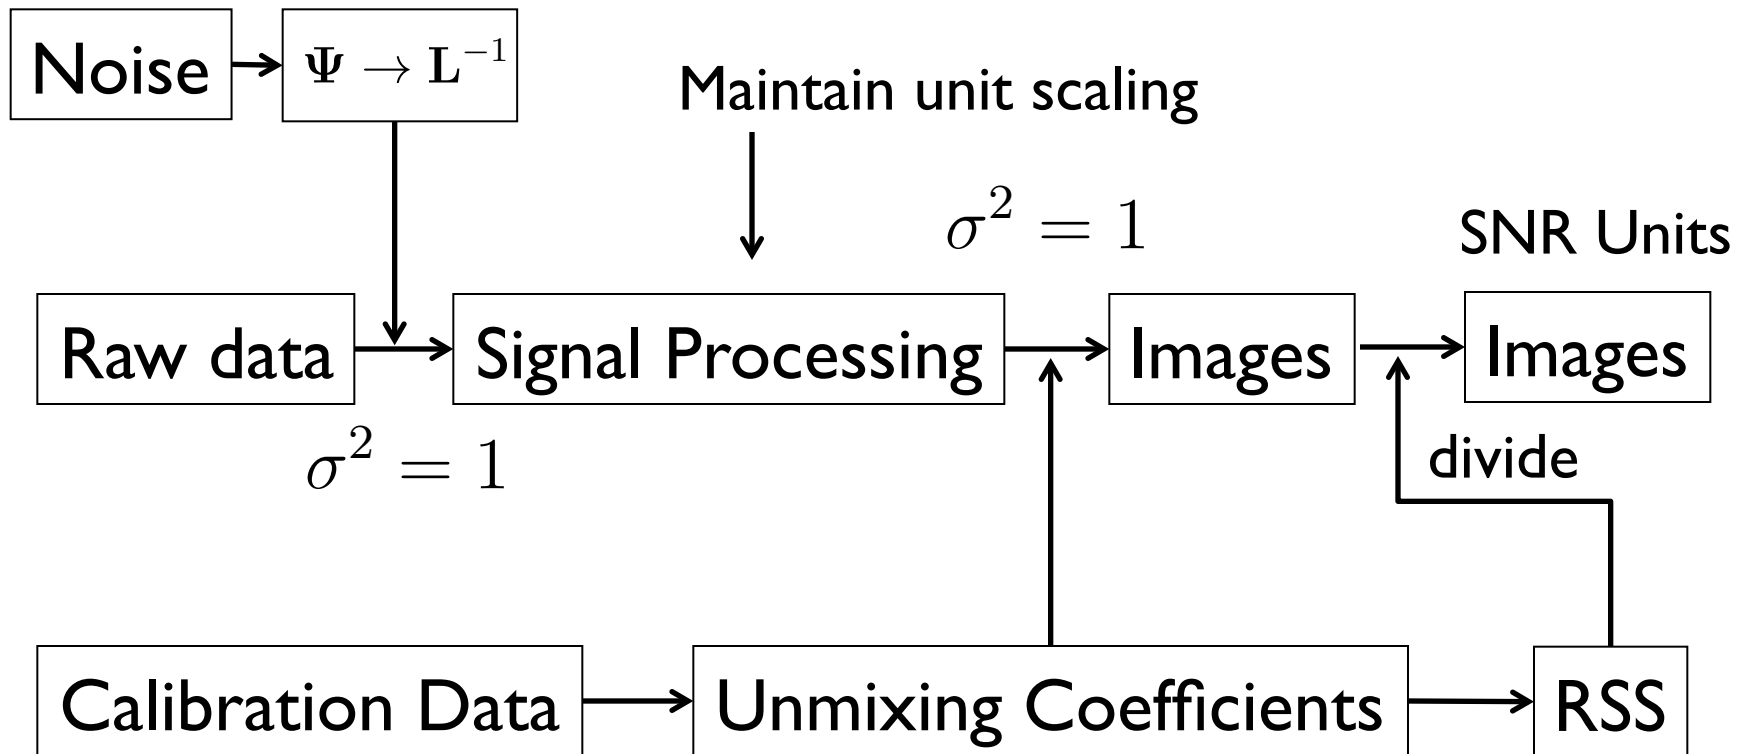 Noise
Ψ → L⁻¹
Maintain unit scaling
σ² = 1
SNR Units
Raw data
Signal Processing
Images
Images
σ² = 1
divide
Calibration Data
Unmixing Coefficients
RSS